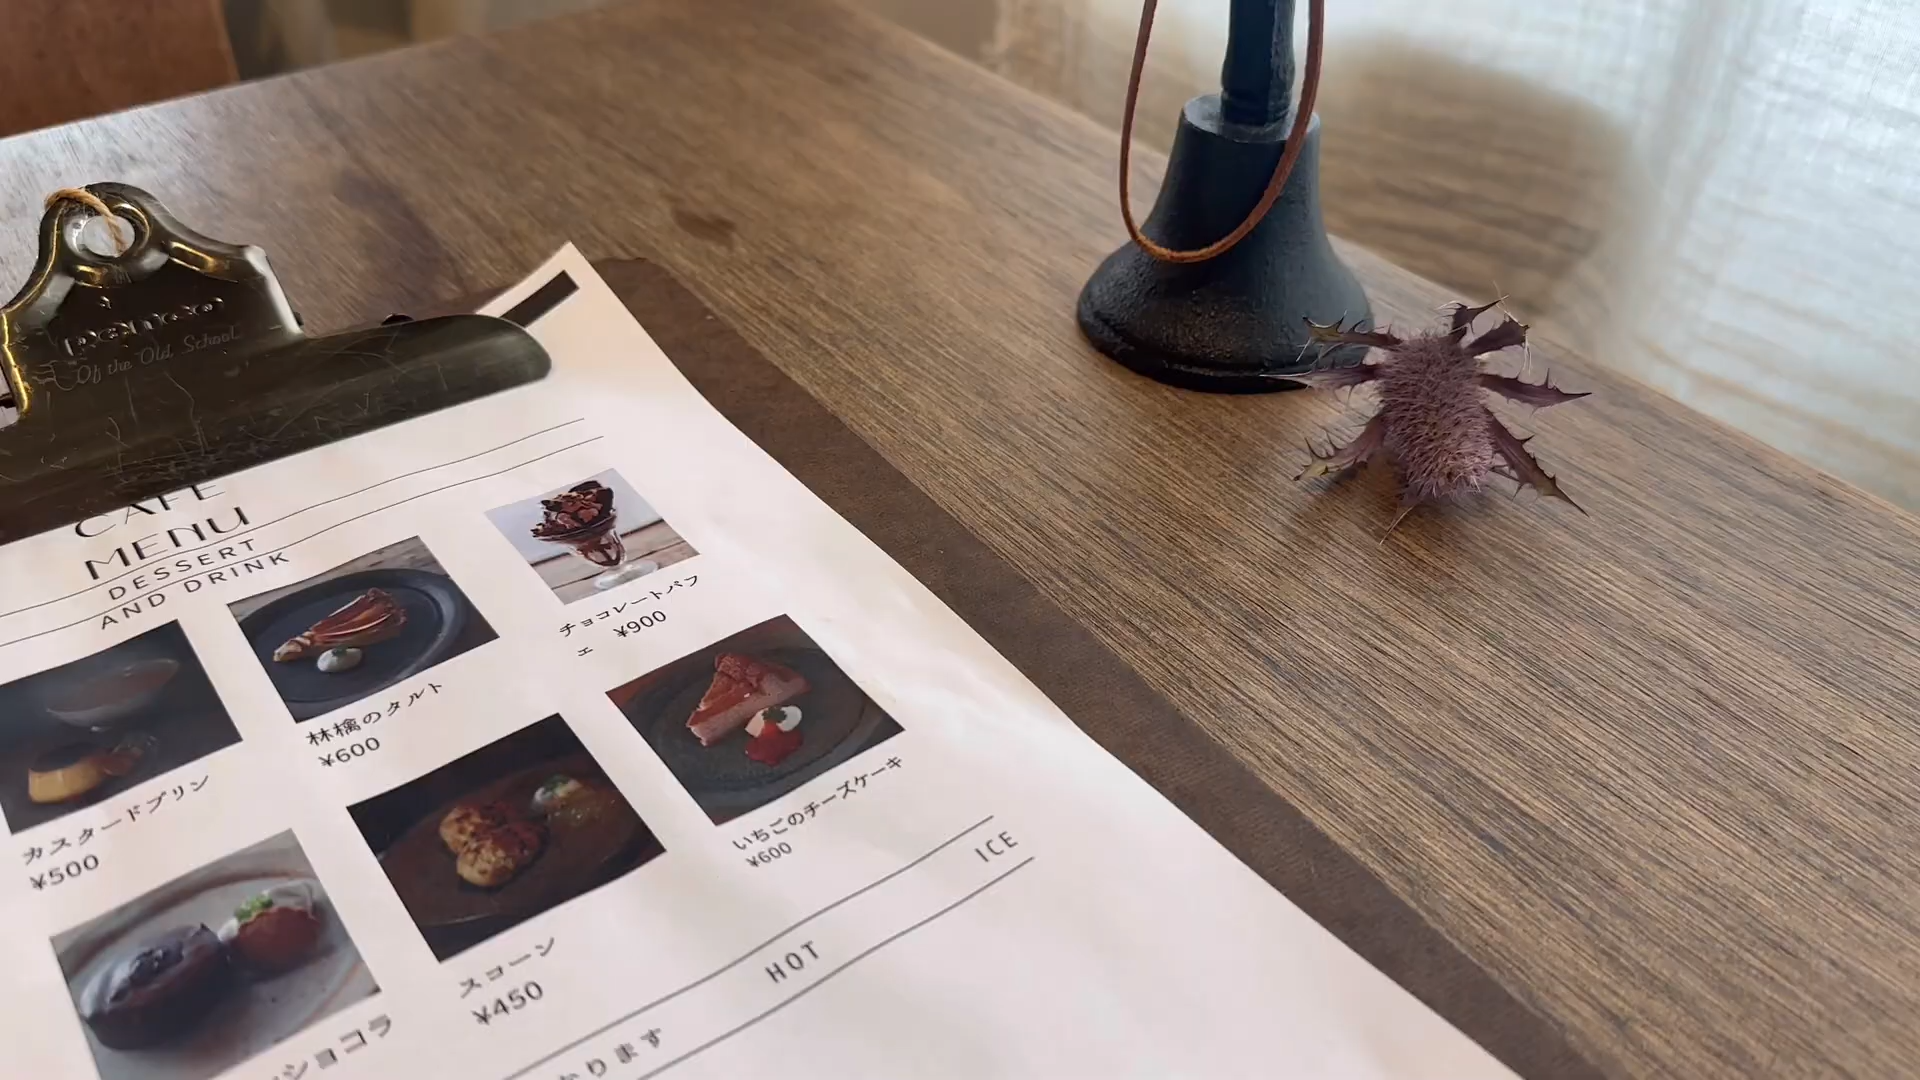 Of the Old School
CAFE
MENU
DESSERT
AND DRINK
カスタードプリン
¥500
林檎のタルト
¥600
チョコレートパフ
ェ
¥900
ショコラ
スコーン
¥450
いちごのチーズケーキ
¥600
HOT
ICE
ります